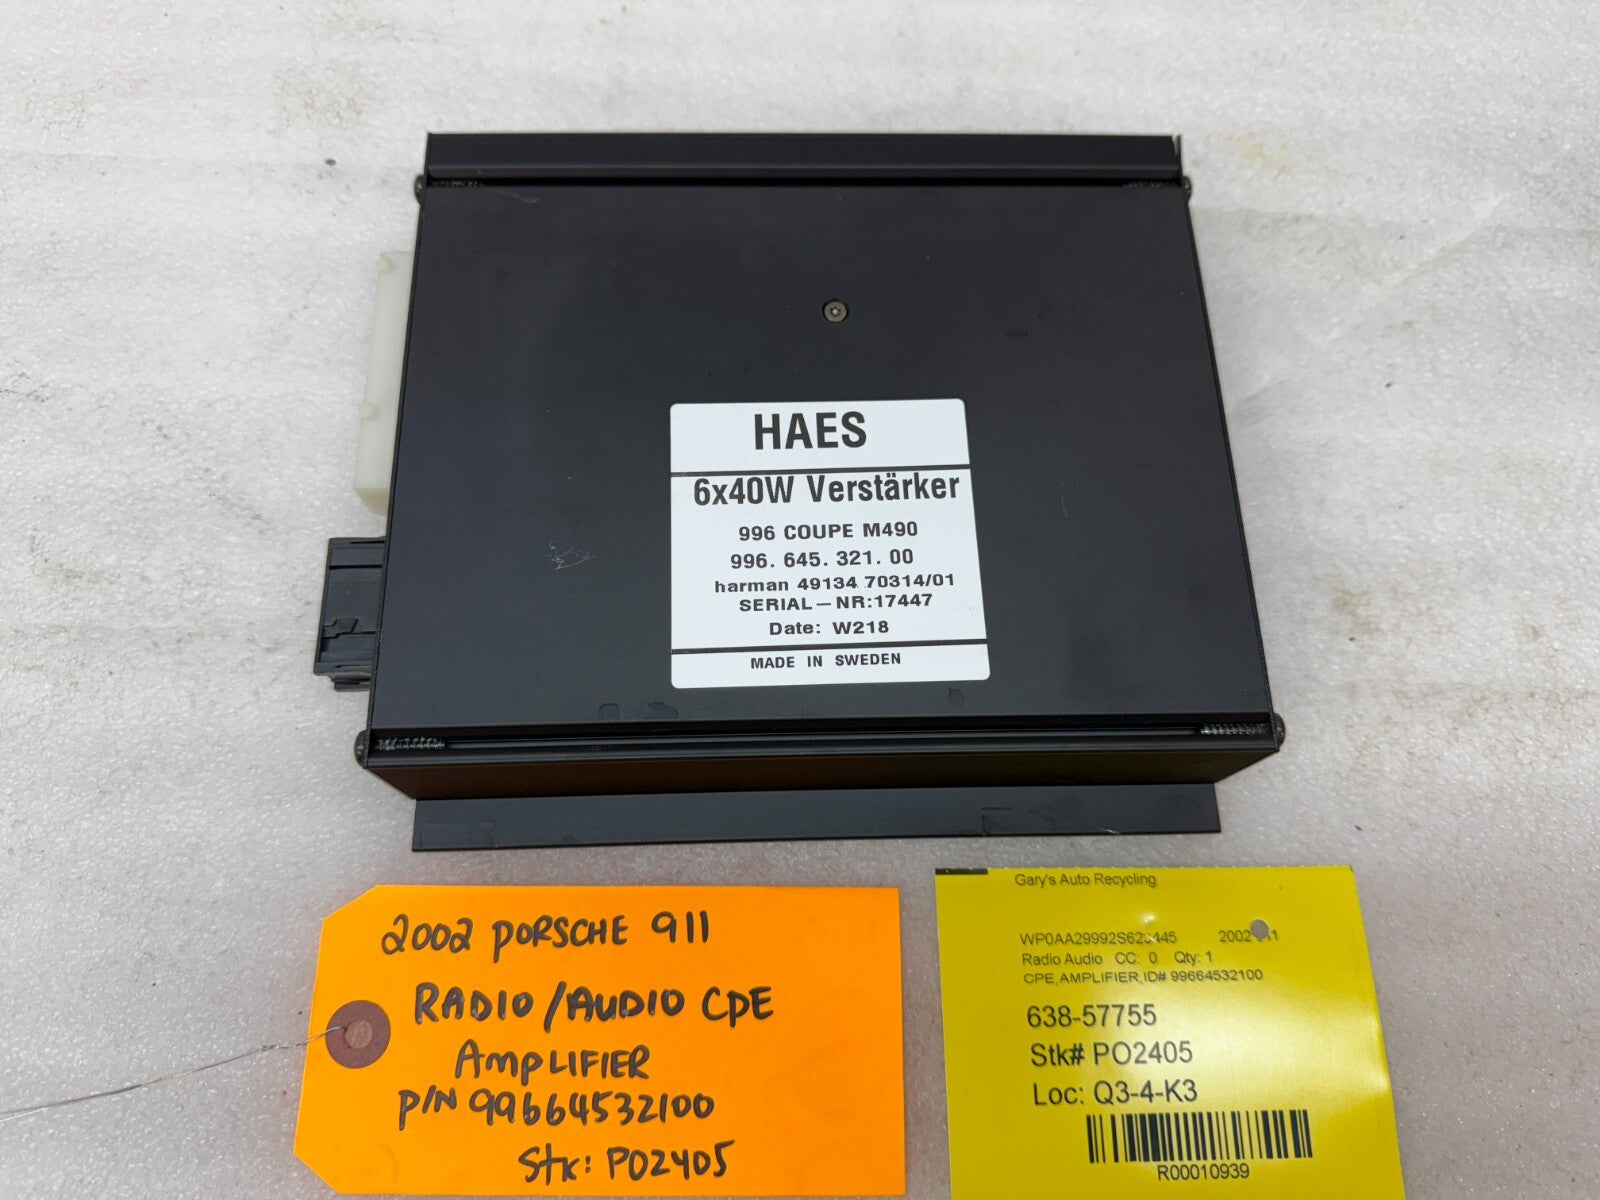 HAES
6x40W Verstärker
996 COUPE M490
996. 645. 321. 00
harman 49134 70314/01
SERIAL-NR:17447
Date: W218
MADE IN SWEDEN
2002 PORSCHE 911
RADIO/AUDIO CPE
AMPLIFIER
P/N 99664532100
Stk: PO2405
Gary's Auto Recycling
2002
Radio Audio CC: 0 Qty: 1
CPE,AMPLIFIER,ID# 99664532100
638-57755
Stk# PO2405
Loc: Q3-4-K3
R00010939